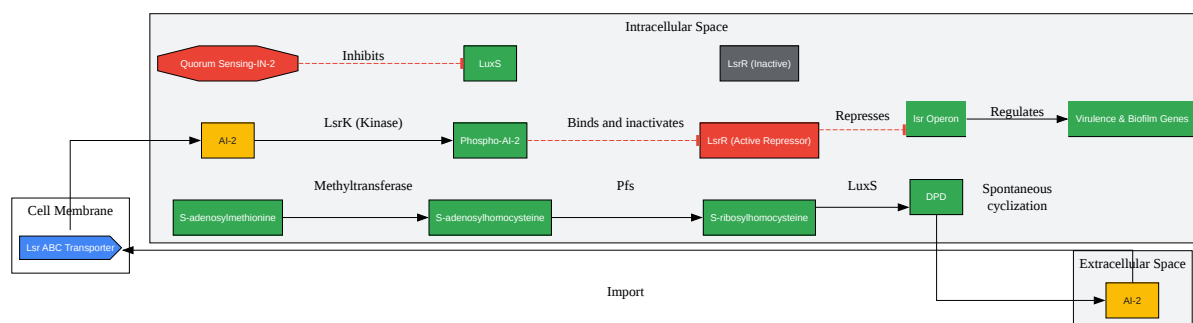 Intracellular Space
Quorum Sensing-IN-2
Inhibits
LuxS
LsrR (Inactive)
AI-2
LsrK (Kinase)
Phospho-AI-2
Binds and inactivates
LsrR (Active Repressor)
Represses
lsr Operon
Regulates
Virulence & Biofilm Genes
S-adenosylmethionine
Methyltransferase
S-adenosylhomocysteine
Pfs
S-ribosylhomocysteine
LuxS
DPD
Spontaneous
cyclization
Cell Membrane
Lsr ABC Transporter
Import
Extracellular Space
AI-2